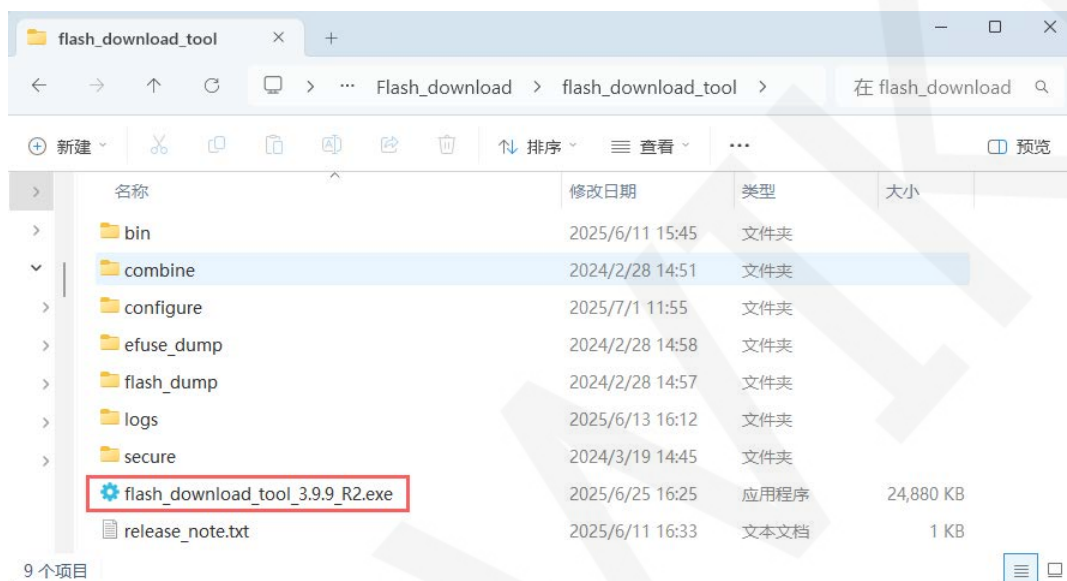 flash_download_tool
... Flash_download > flash_download_tool > 在 flash_download
新建 排序 查看 ... 预览
名称 修改日期 类型 大小
bin 2025/6/11 15:45 文件夹
combine 2024/2/28 14:51 文件夹
configure 2025/7/1 11:55 文件夹
efuse_dump 2024/2/28 14:58 文件夹
flash_dump 2024/2/28 14:57 文件夹
logs 2025/6/13 16:12 文件夹
secure 2024/3/19 14:45 文件夹
flash_download_tool_3.9.9_R2.exe 2025/6/25 16:25 应用程序 24,880 KB
release_note.txt 2025/6/11 16:33 文本文档 1 KB
9 个项目